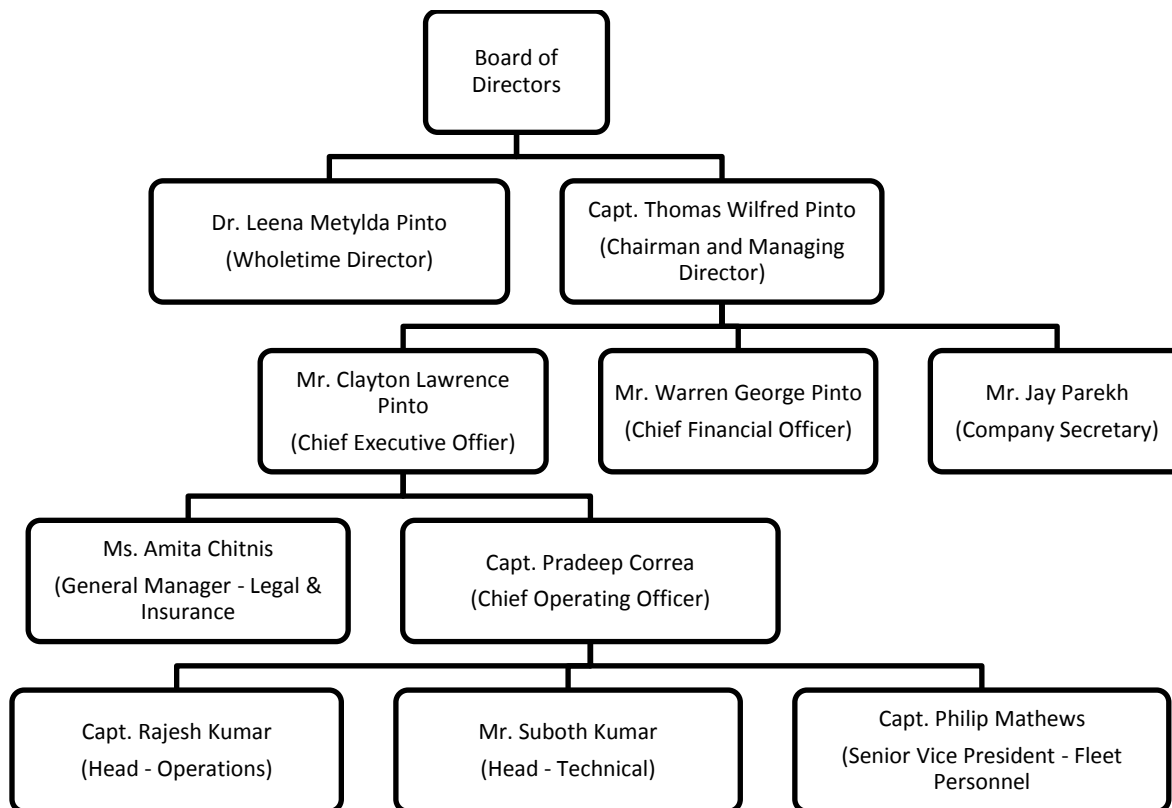 Board of
Directors
Dr. Leena Metylda Pinto
(Wholetime Director)
Capt. Thomas Wilfred Pinto
(Chairman and Managing
Director)
Mr. Clayton Lawrence
Pinto
(Chief Executive Offier)
Mr. Warren George Pinto
(Chief Financial Officer)
Mr. Jay Parekh
(Company Secretary)
Ms. Amita Chitnis
(General Manager - Legal &
Insurance
Capt. Pradeep Correa
(Chief Operating Officer)
Capt. Rajesh Kumar
(Head - Operations)
Mr. Suboth Kumar
(Head - Technical)
Capt. Philip Mathews
(Senior Vice President - Fleet
Personnel